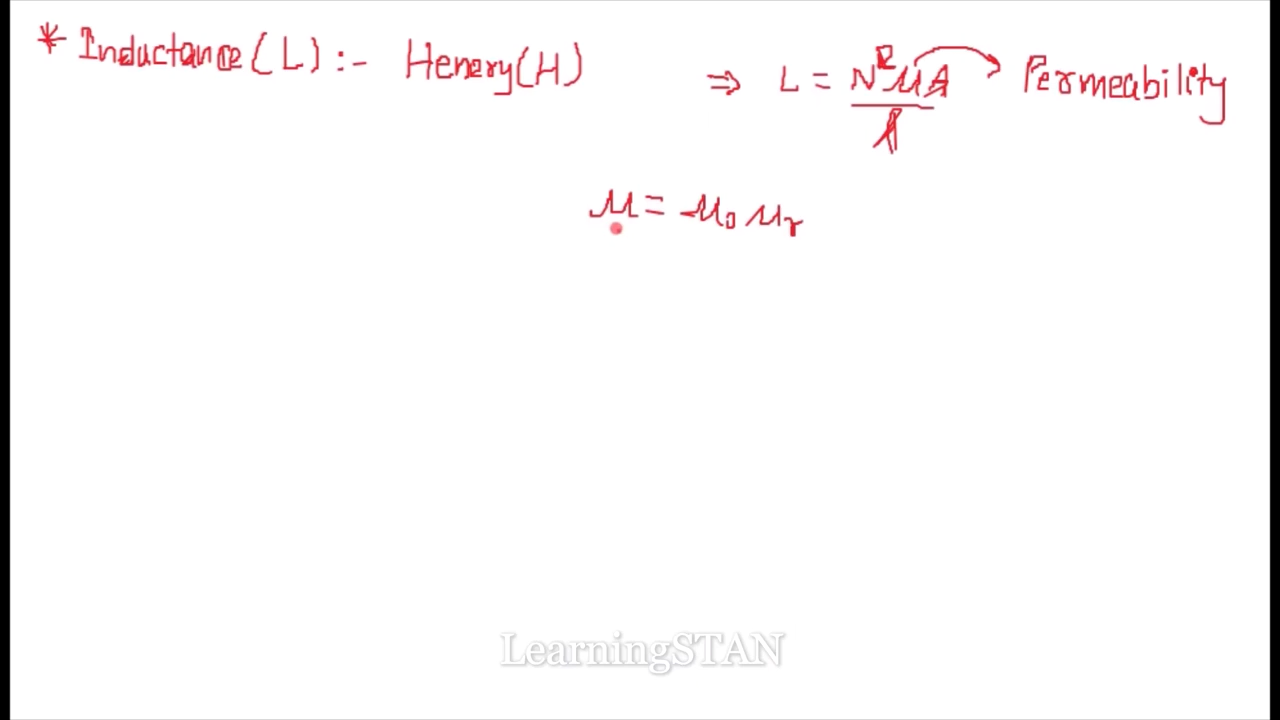 * Inductance(L):- Henery(H) ⇒ L = N²μA / l → Permeability
μ = μ₀ μr
LearningSTAN